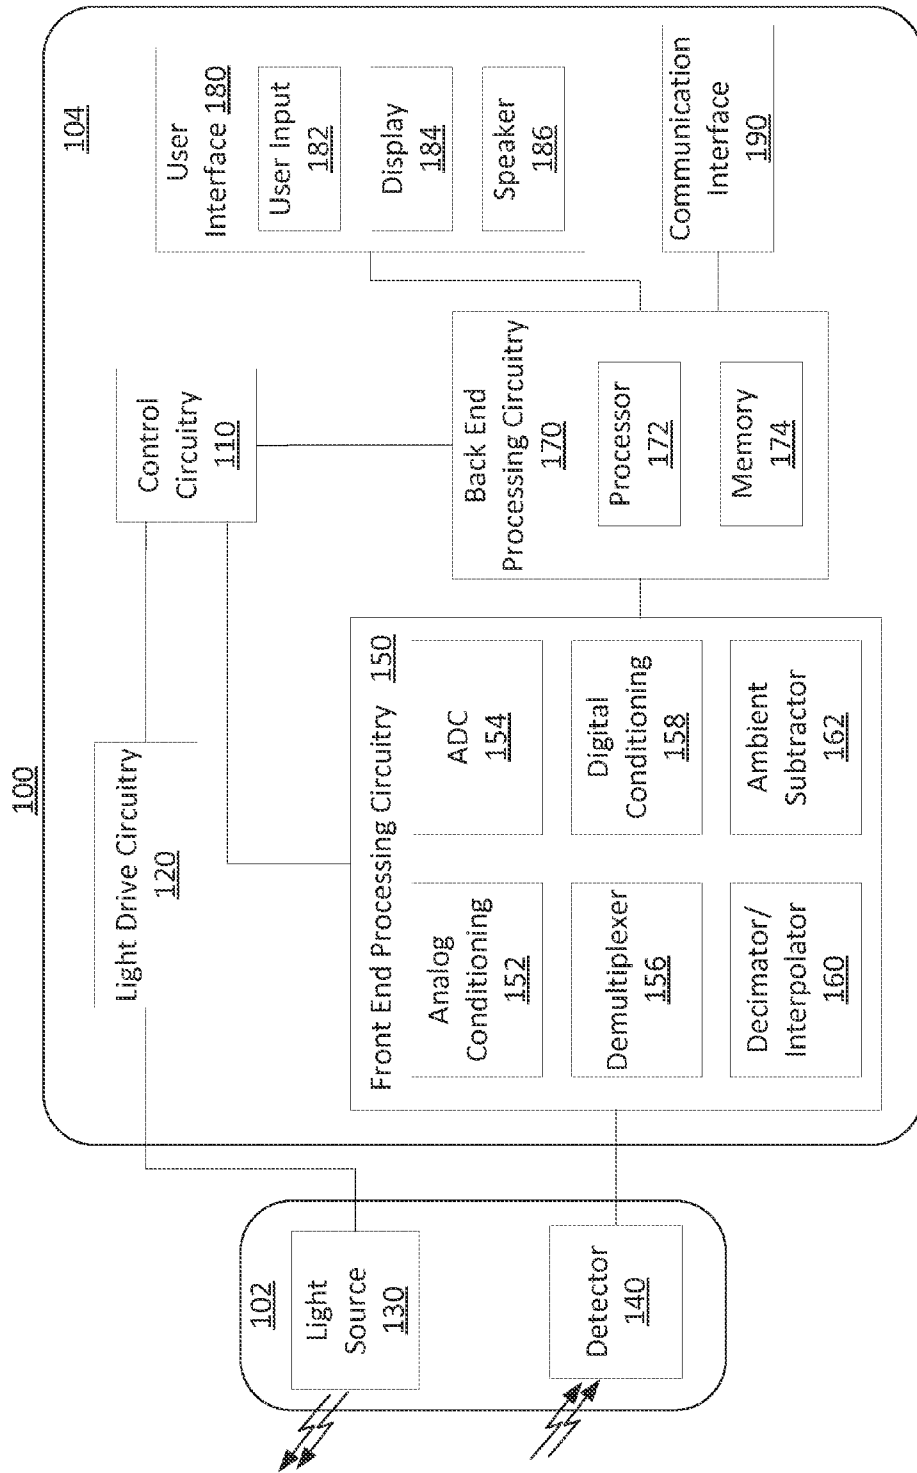 100
104
102
Light
Source
130
Detector
140
Light Drive Circuitry
120
Control
Circuitry
110
Front End Processing Circuitry 150
Analog
Conditioning
152
ADC
154
Demultiplexer
156
Digital
Conditioning
158
Decimator/
Interpolator
160
Ambient
Subtractor
162
Back End
Processing Circuitry
170
Processor
172
Memory
174
User
Interface 180
User Input
182
Display
184
Speaker
186
Communication
Interface
190